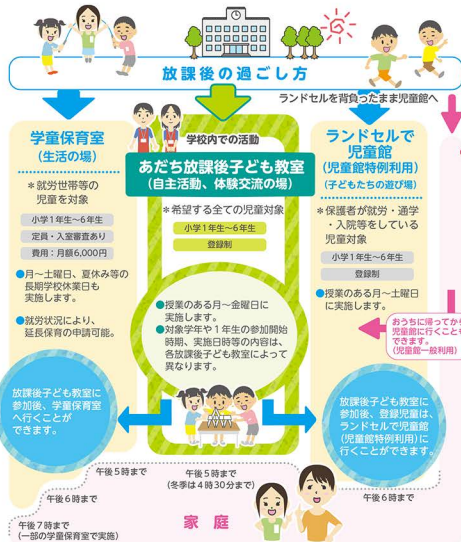 放課後の過ごし方
ランドセルを背負ったまま児童館へ
学童保育室
(生活の場)
＊就労世帯等の
児童を対象
小学1年生～6年生
定員・入室審査あり
費用：月額6,000円
●月～土曜日、夏休み等の
長期学校休業日も
実施します。
●就労状況により、
延長保育の申請可能。
放課後子ども教室に
参加後、学童保育室
へ行くことが
できます。
学校内での活動
あだち放課後子ども教室
(自主活動、体験交流の場)
＊希望する全ての児童対象
小学1年生～6年生
登録制
●授業のある月～金曜日に
実施します。
●対象学年や1年生の参加開始
時期、実施日時等の内容は、
各放課後子ども教室によって
異なります。
ランドセルで
児童館
(児童館特例利用)
(子どもたちの遊び場)
＊保護者が就労・通学
・入院等をしている
児童対象
小学1年生～6年生
登録制
●授業のある月～土曜日
に実施します。
おうちに帰ってから
児童館に行くことも
できます。
(児童館一般利用)
放課後子ども教室に
参加後、登録児童は、
ランドセルで児童館
(児童館特例利用)に
行くことができます。
午後5時まで
午後6時まで
午後7時まで
(一部の学童保育室で実施)
午後5時まで
(冬季は4時30分まで)
午後6時まで
家庭